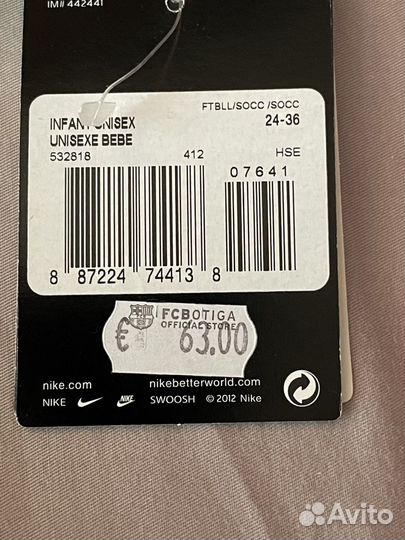 IM# 442441
FTBLL/SOCC /SOCC
INFANT UNISEX 24-36
UNISEXE BEBE
532818 412 HSE
07641
8 87224 74413 8
FCBOTIGA
OFFICIAL STORE
€ 63.00
nike.com nikebetterworld.com
NIKE NIKE SWOOSH © 2012 Nike
Avito